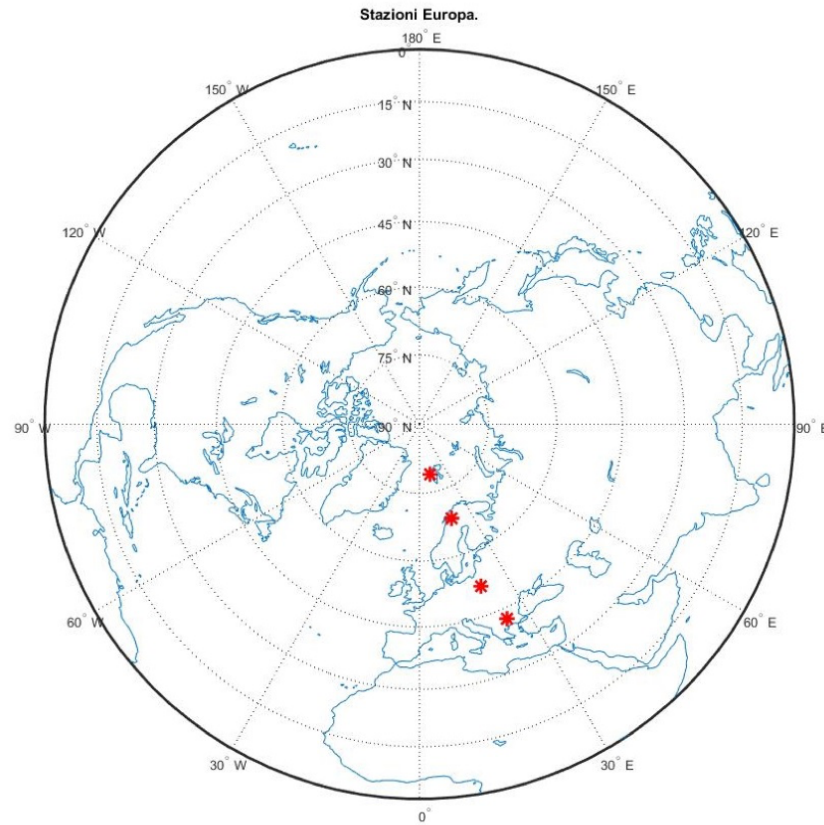 Stazioni Europa.
180° E
0°
150° W
150° E
15° N
30° N
120° W
45° N
120° E
60° N
75° N
90° W
90° N
90° E
60° W
60° E
30° W
30° E
0°